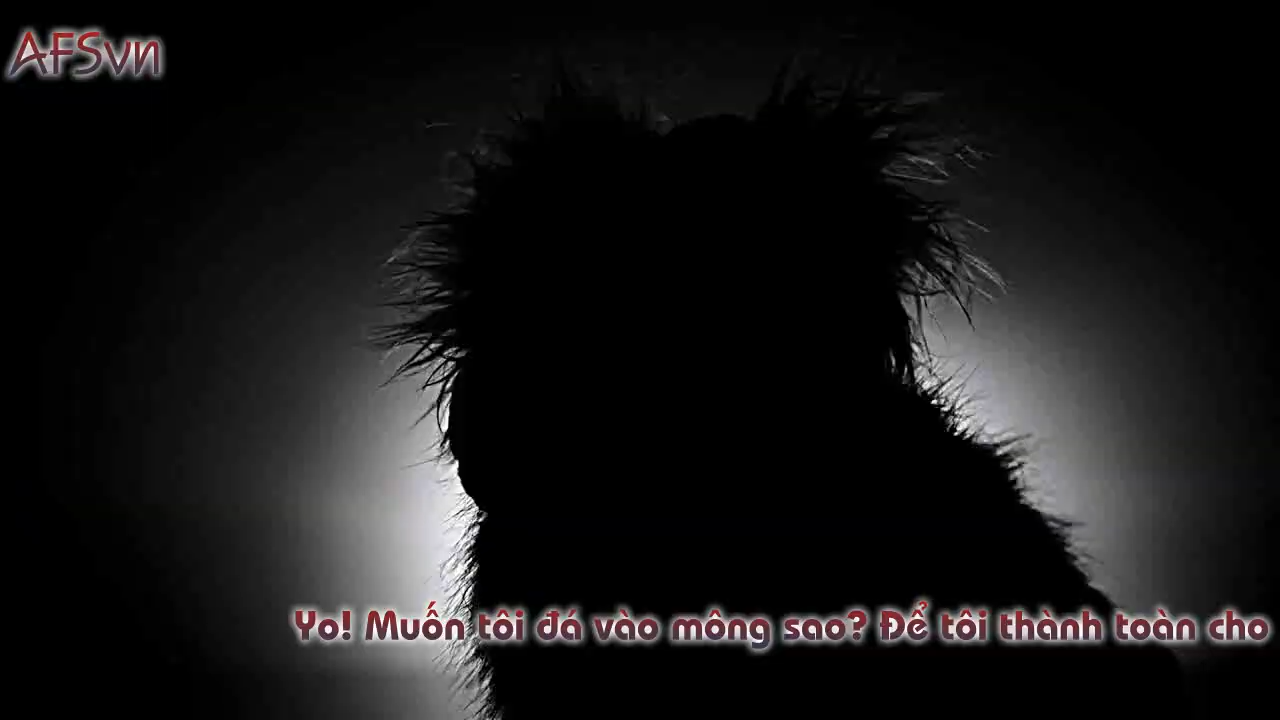 AFSvn
Yo! Muốn tôi đá vào mông sao? Để tôi thành toàn cho